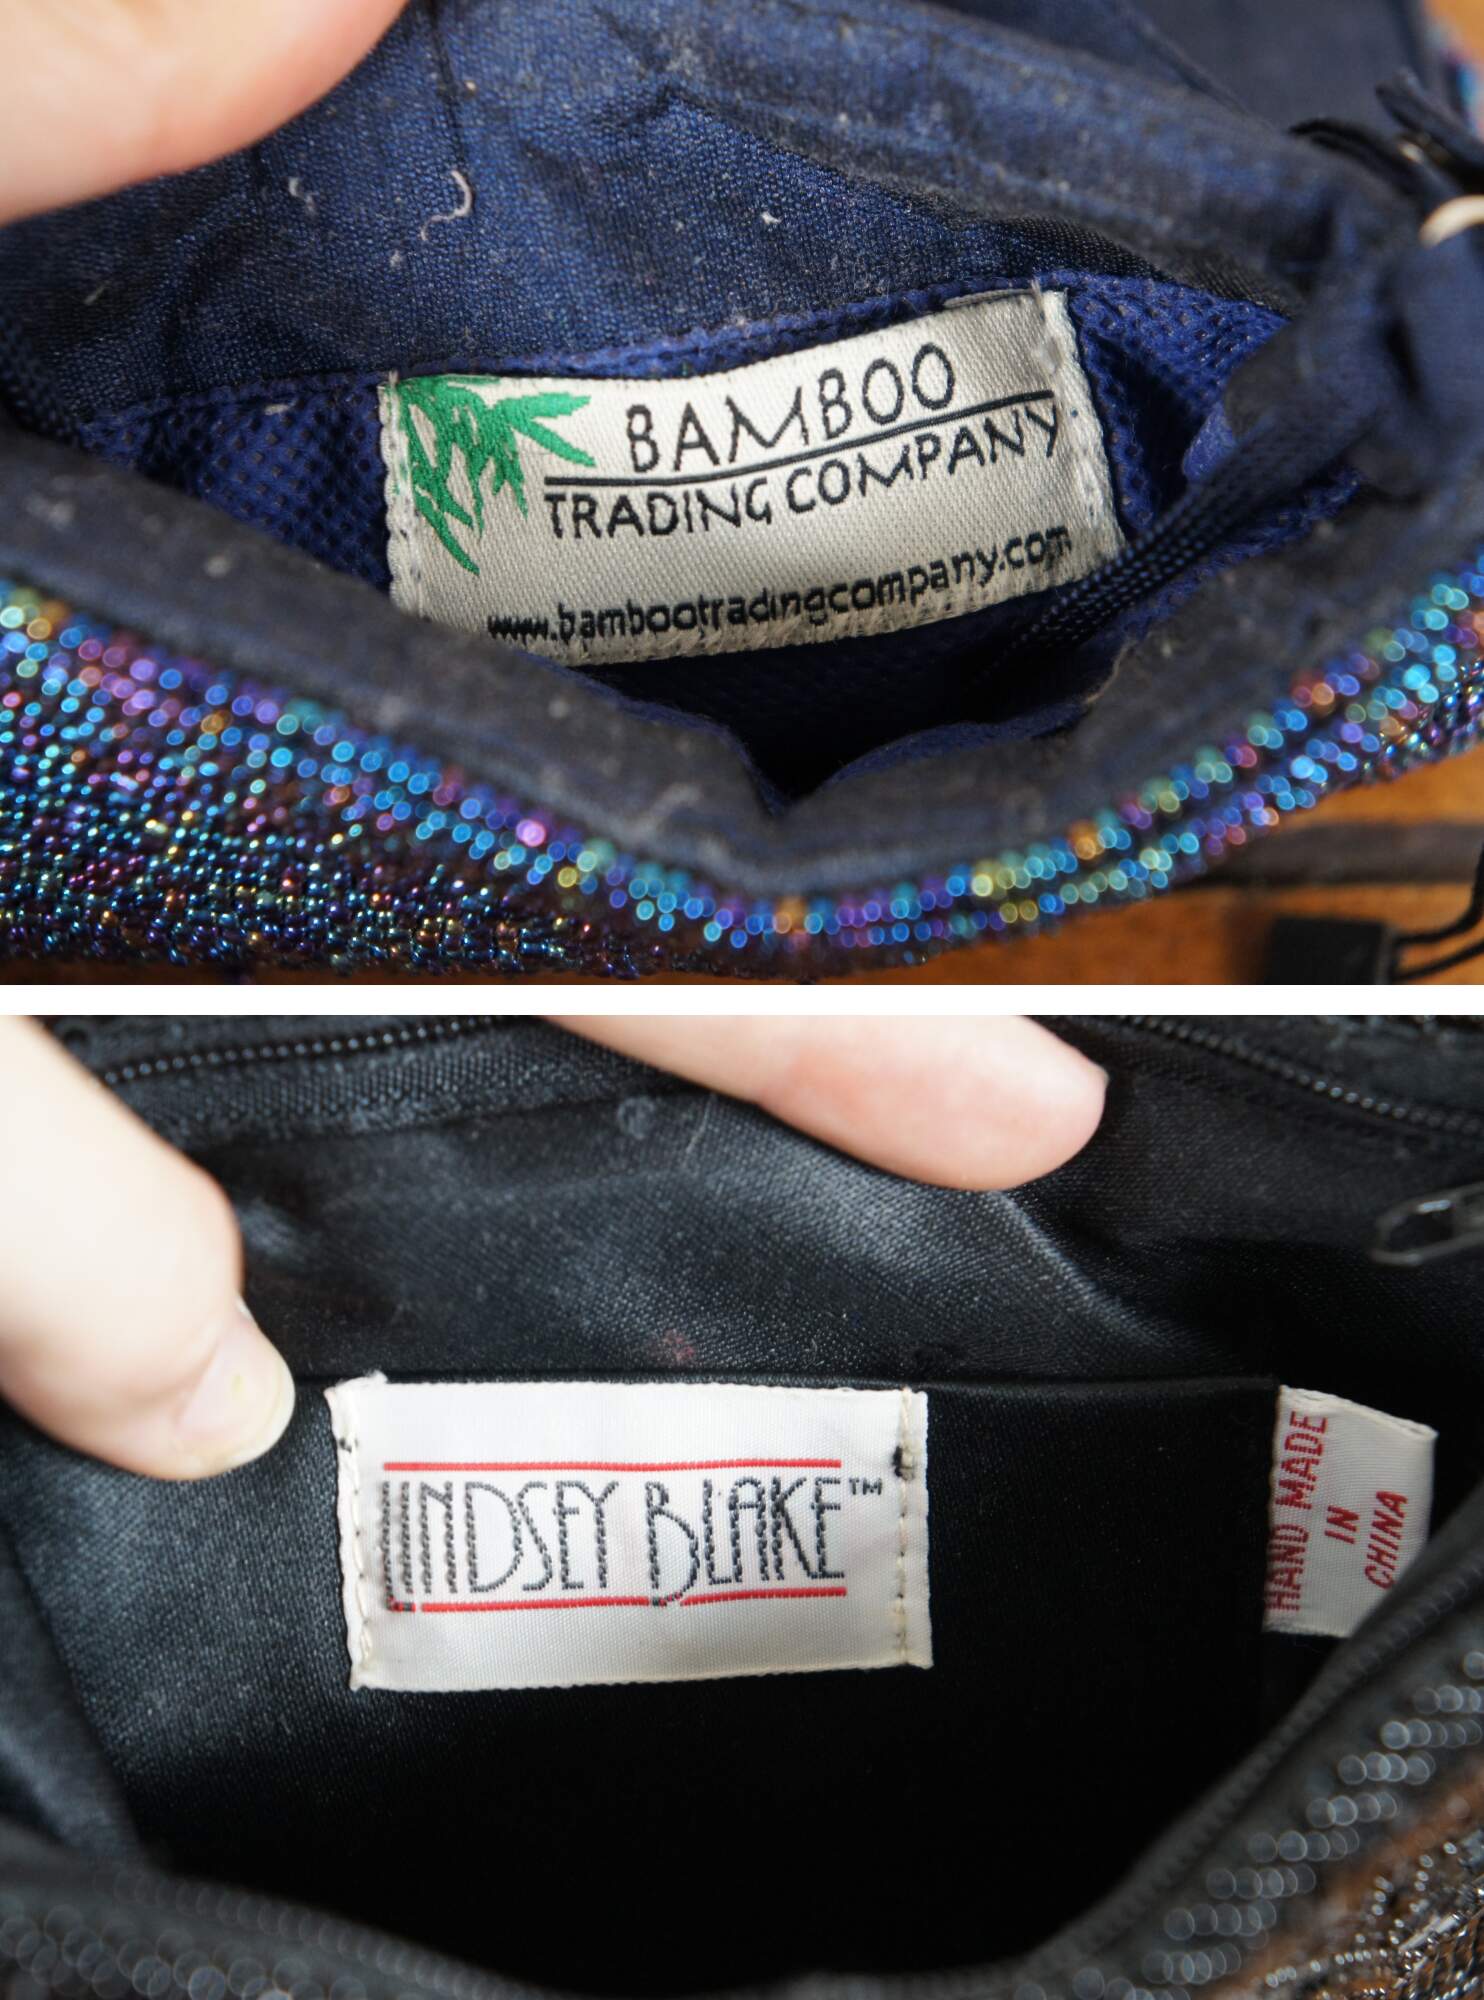 BAMBOO
TRADING COMPANY
www.bambootradingcompany.com
LINDSEY BLAKE™
HAND MADE
IN
CHINA